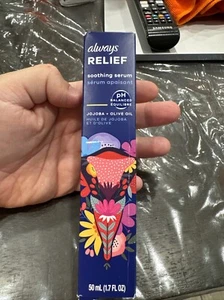 always
RELIEF
soothing serum
sérum apaisant
pH
BALANCED
ÉQUILIBRÉ
JOJOBA + OLIVE OIL
HUILE DE JOJOBA
ET D'OLIVE
50 mL (1.7 FL OZ)